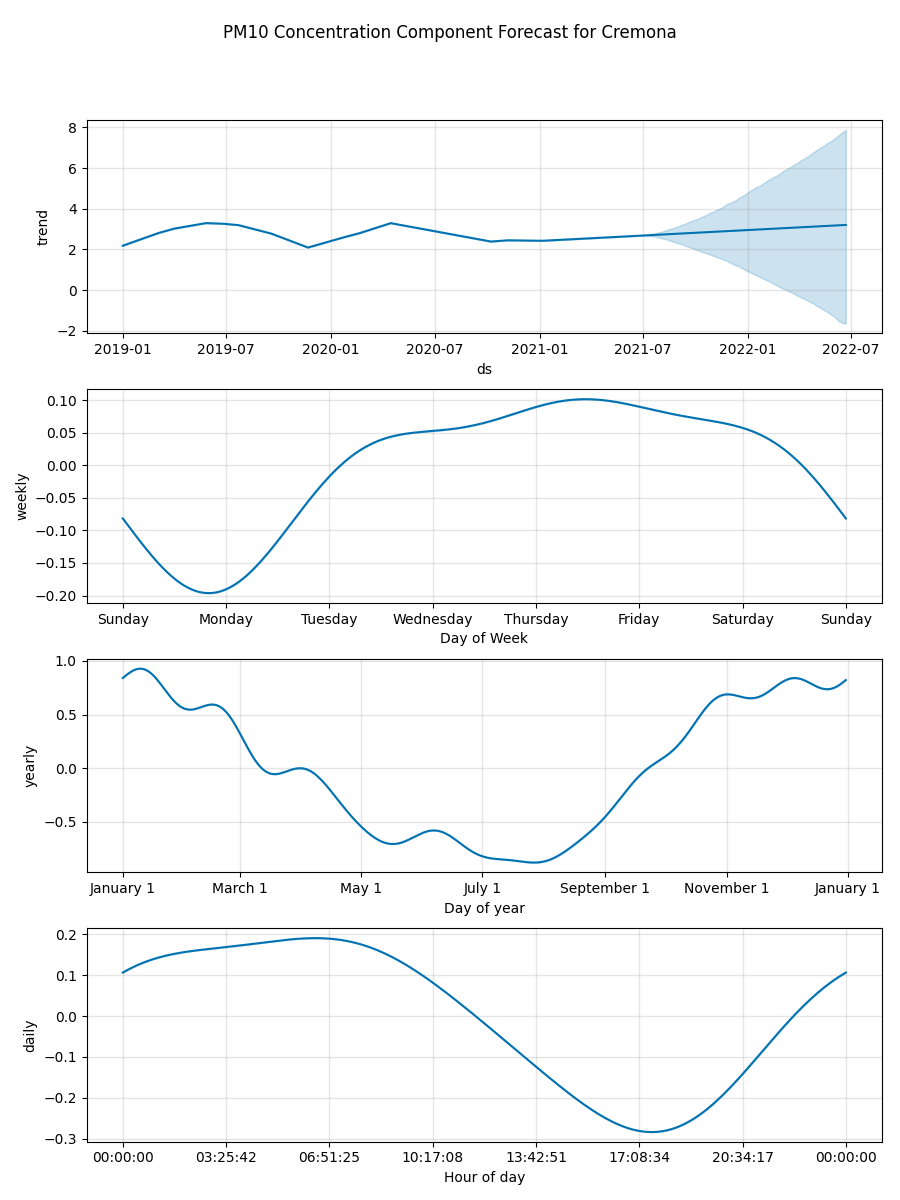 PM10 Concentration Component Forecast for Cremona
8
6
4
2
0
−2
trend
2019-01 2019-07 2020-01 2020-07 2021-01 2021-07 2022-01 2022-07
ds
0.10
0.05
0.00
−0.05
−0.10
−0.15
−0.20
weekly
Sunday Monday Tuesday Wednesday Thursday Friday Saturday Sunday
Day of Week
1.0
0.5
0.0
−0.5
yearly
January 1 March 1 May 1 July 1 September 1 November 1 January 1
Day of year
0.2
0.1
0.0
−0.1
−0.2
−0.3
daily
00:00:00 03:25:42 06:51:25 10:17:08 13:42:51 17:08:34 20:34:17 00:00:00
Hour of day